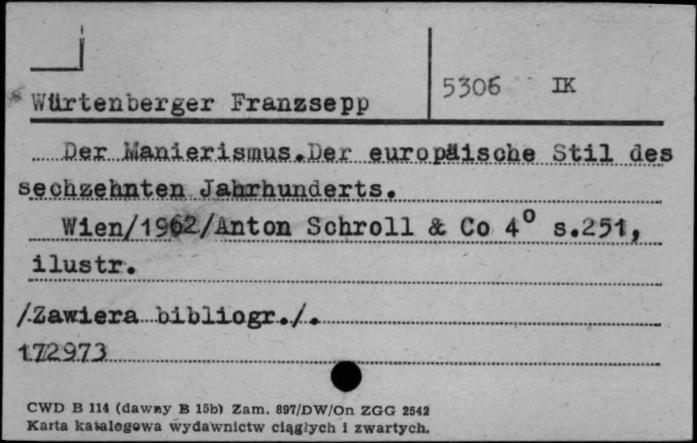 5306 IK
Würtenberger Franzsepp
Der Manierismus.Der europäische Stil des
sechzehnten Jahrhunderts.
Wien/1962/Anton Schroll & Co 4° s.251,
ilustr.
/Zawiera bibliogr./.
172973
CWD B 114 (dawny B 15b) Zam. 897/DW/On ZGG 2542
Karta katalogowa wydawnictw ciągłych i zwartych.